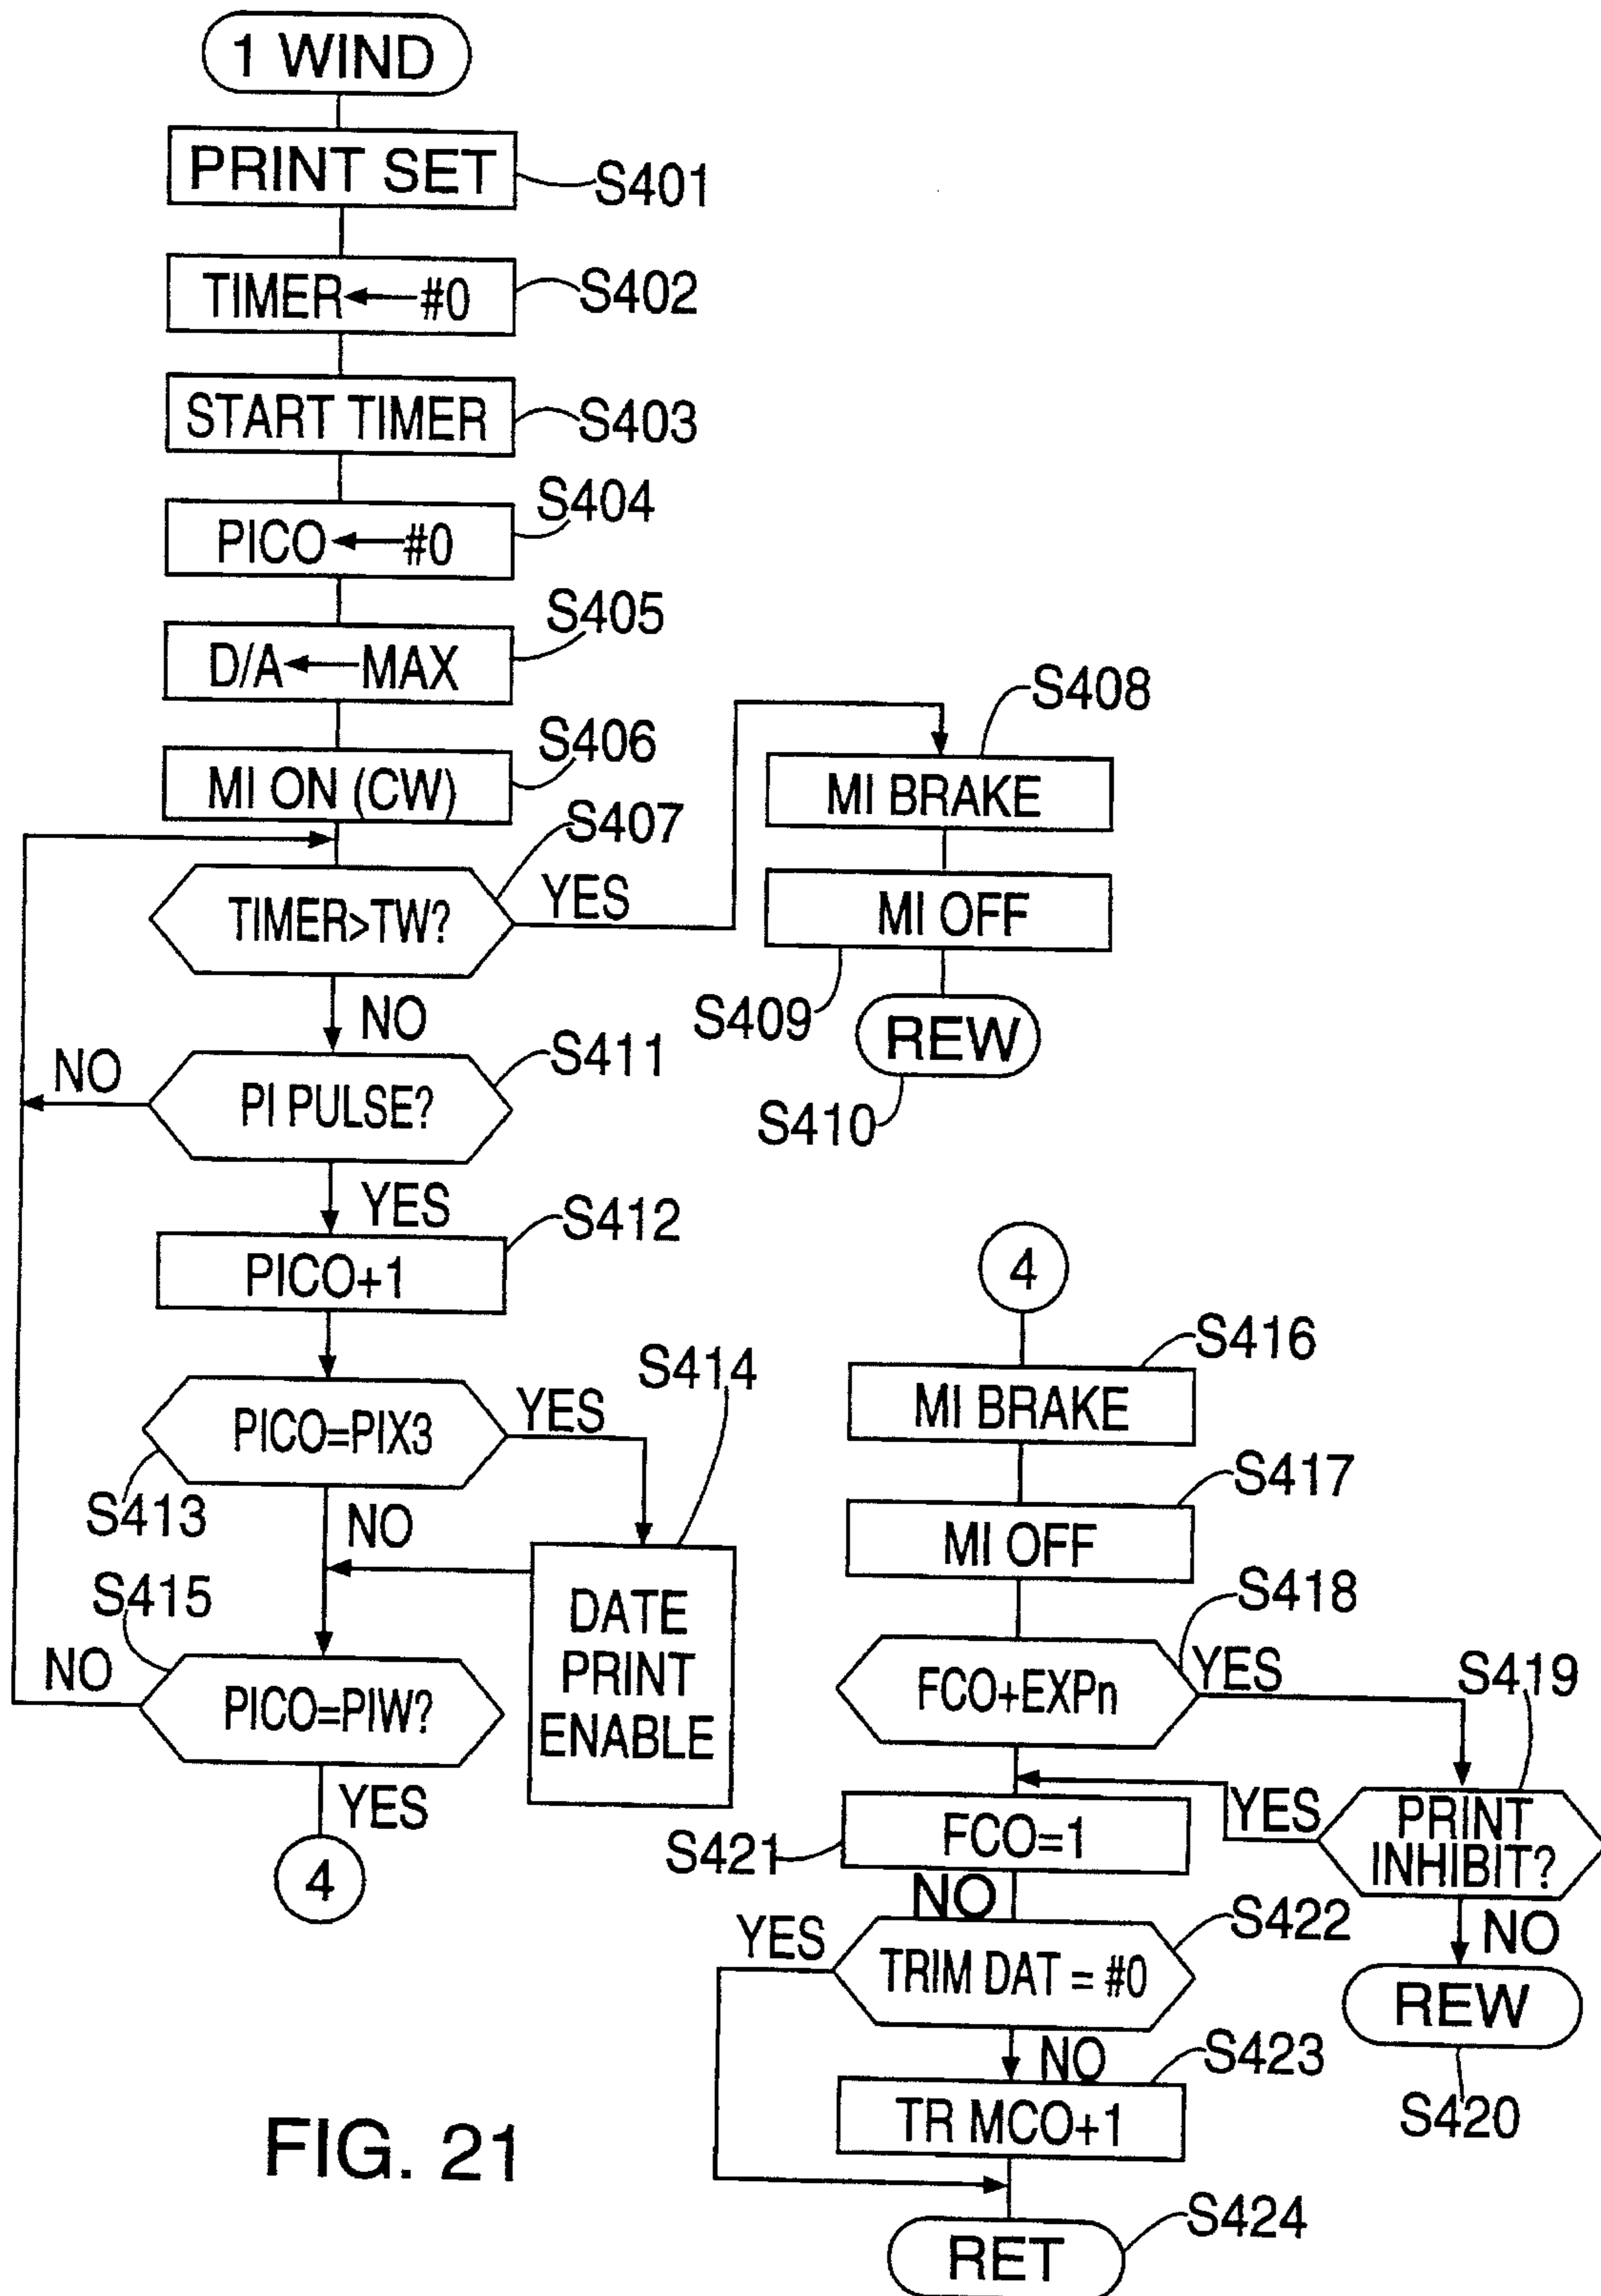 1 WIND
PRINT SET
S401
TIMER←#0
S402
START TIMER
S403
PICO←#0
S404
D/A←MAX
S405
MI ON (CW)
S406
TIMER>TW?
S407
YES
NO
MI BRAKE
S408
MI OFF
S409
REW
S410
PI PULSE?
S411
NO
YES
PICO+1
S412
PICO=PIX3
S413
YES
NO
DATE
PRINT
ENABLE
S414
PICO=PIW?
S415
NO
YES
4
4
MI BRAKE
S416
MI OFF
S417
FCO+EXPn
S418
YES
PRINT
INHIBIT?
S419
YES
NO
REW
S420
FCO=1
S421
NO
TRIM DAT = #0
S422
YES
NO
TR MCO+1
S423
RET
S424
FIG. 21